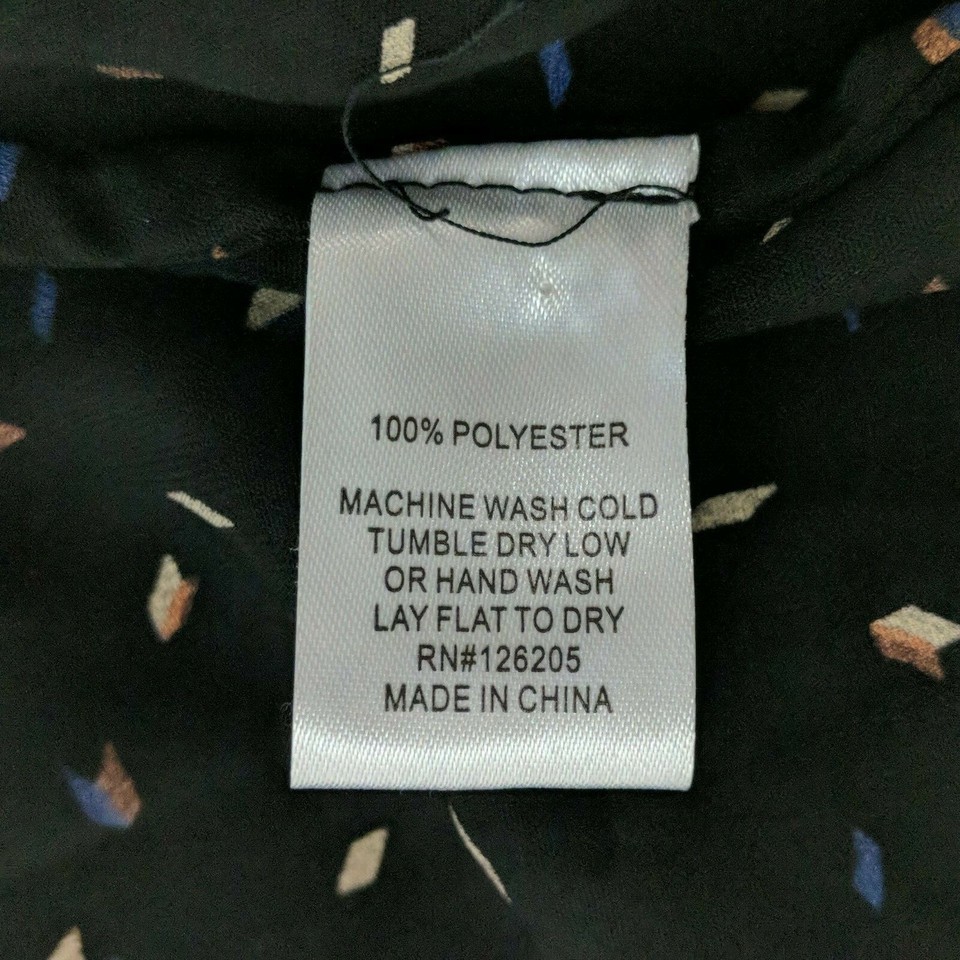 100% POLYESTER
MACHINE WASH COLD
TUMBLE DRY LOW
OR HAND WASH
LAY FLAT TO DRY
RN#126205
MADE IN CHINA